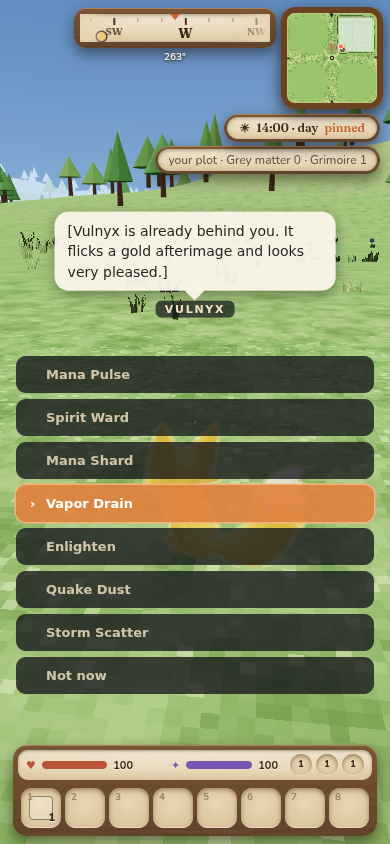 SW
W
NW
263°
14:00 · day pinned
your plot · Grey matter 0 · Grimoire 1
[Vulnyx is already behind you. It
flicks a gold afterimage and looks
very pleased.]
VULNYX
Mana Pulse
Spirit Ward
Mana Shard
› Vapor Drain
Enlighten
Quake Dust
Storm Scatter
Not now
100
100
1
1
1
1
1
2
3
4
5
6
7
8